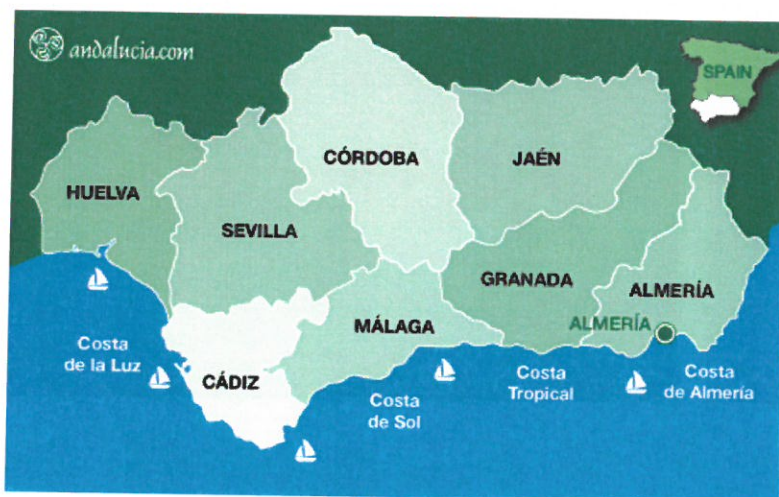 andalucia.com
SPAIN
CÓRDOBA
JAÉN
HUELVA
SEVILLA
GRANADA
ALMERÍA
MÁLAGA
ALMERÍA
Costa
de la Luz
CÁDIZ
Costa
de Sol
Costa
Tropical
Costa
de Almería